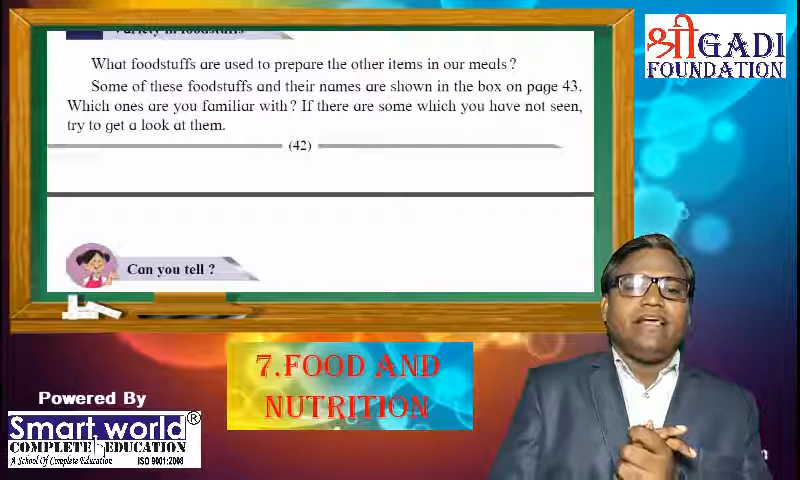 Variety in foodstuffs
What foodstuffs are used to prepare the other items in our meals?
Some of these foodstuffs and their names are shown in the box on page 43.
Which ones are you familiar with? If there are some which you have not seen,
try to get a look at them.
(42)
Can you tell ?
श्रीGADI
FOUNDATION
7.FOOD AND
NUTRITION
Powered By
Smart world®
COMPLETE EDUCATION
A School Of Complete Education ISO 9001:2008